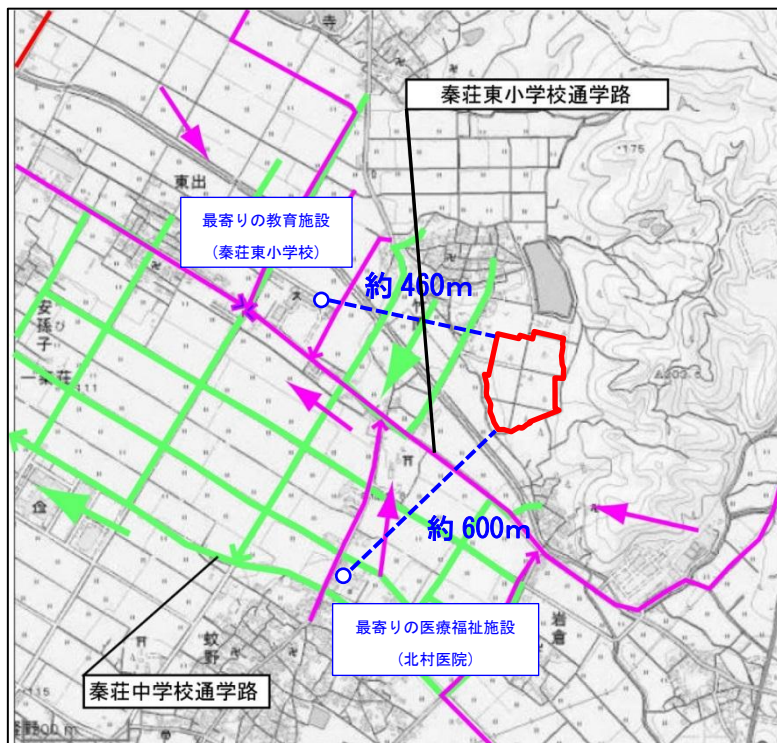 寺
秦荘東小学校通学路
・175
東出
最寄りの教育施設
(秦荘東小学校)
約460m
安孫子
約600m
最寄りの医療福祉施設
(北村医院)
岩倉
蚊野
秦荘中学校通学路
・115